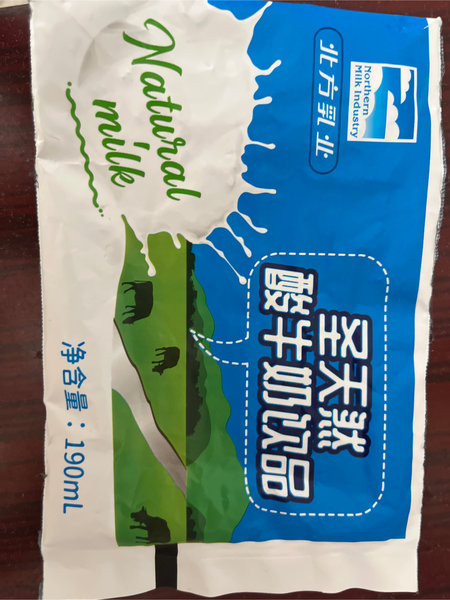 Northern
Milk Industry
北方乳业
Natural
milk
圣天然
酸牛奶饮品
净含量：190mL